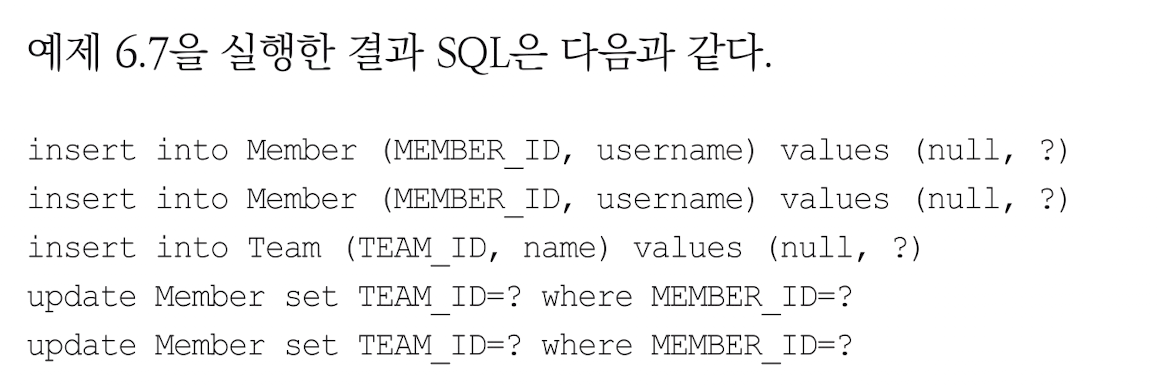 예제 6.7을 실행한 결과 SQL은 다음과 같다.
insert into Member (MEMBER_ID, username) values (null, ?)
insert into Member (MEMBER_ID, username) values (null, ?)
insert into Team (TEAM_ID, name) values (null, ?)
update Member set TEAM_ID=? where MEMBER_ID=?
update Member set TEAM_ID=? where MEMBER_ID=?